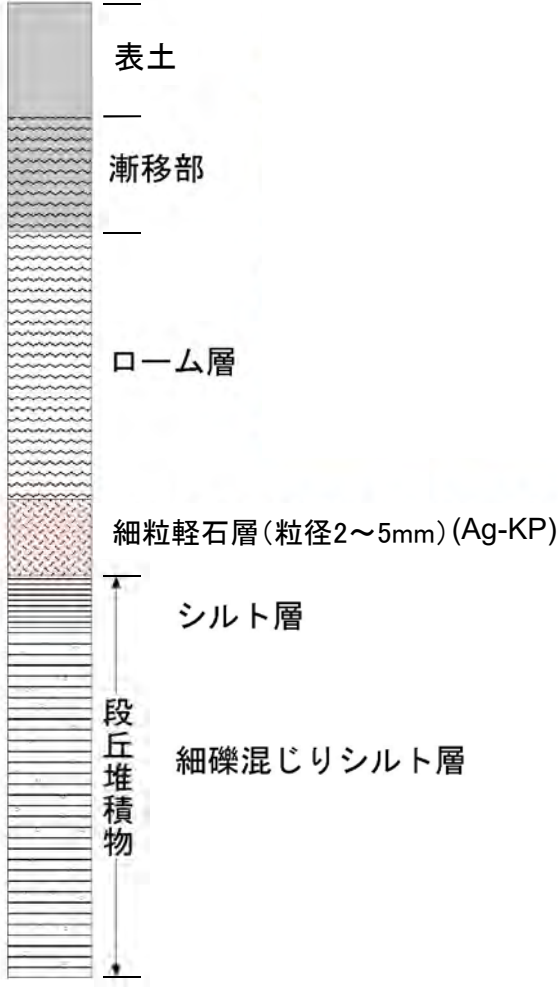 表土
漸移部
ローム層
細粒軽石層(粒径2～5mm)(Ag-KP)
シルト層
段丘堆積物
細礫混じりシルト層